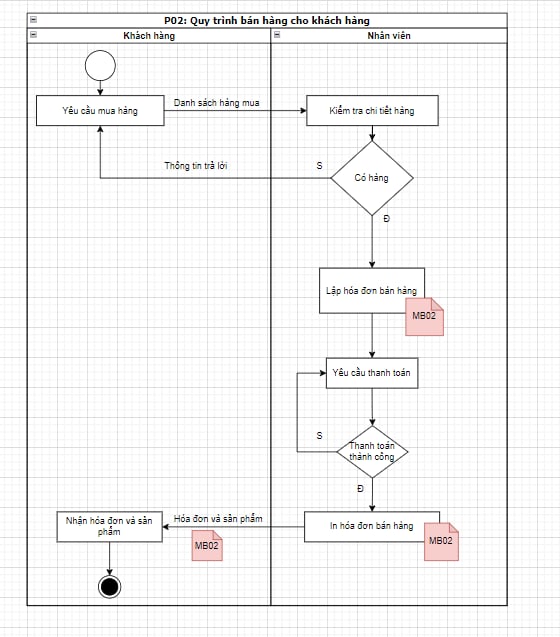 P02: Quy trình bán hàng cho khách hàng
Khách hàng
Nhân viên
Yêu cầu mua hàng
Danh sách hàng mua
Kiểm tra chi tiết hàng
Thông tin trả lời
S
Có hàng
Đ
Lập hóa đơn bán hàng
MB02
Yêu cầu thanh toán
S
Thanh toán
thành công
Đ
Nhận hóa đơn và sản
phẩm
Hóa đơn và sản phẩm
MB02
In hóa đơn bán hàng
MB02